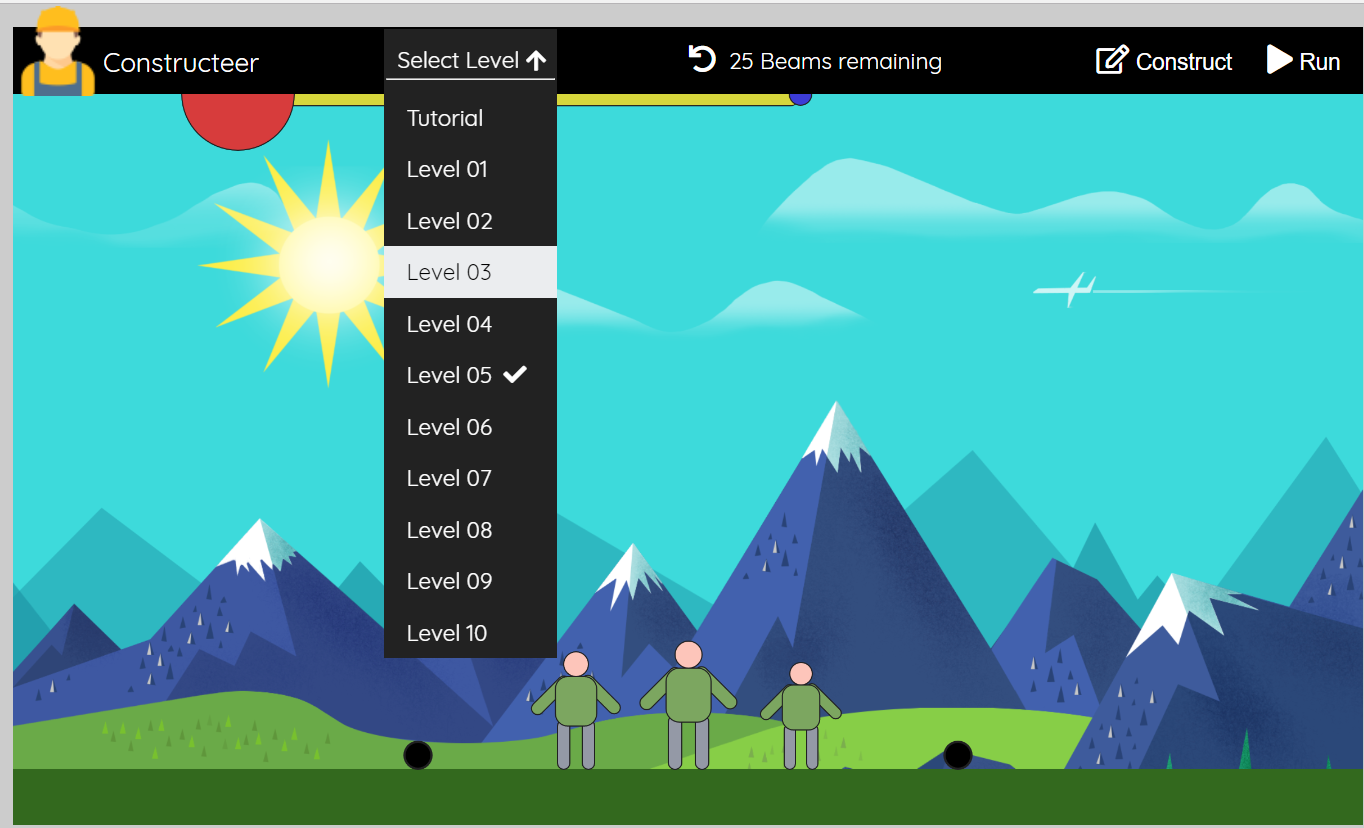 Constructeer
Select Level
25 Beams remaining
Construct
Run
Tutorial
Level 01
Level 02
Level 03
Level 04
Level 05
Level 06
Level 07
Level 08
Level 09
Level 10